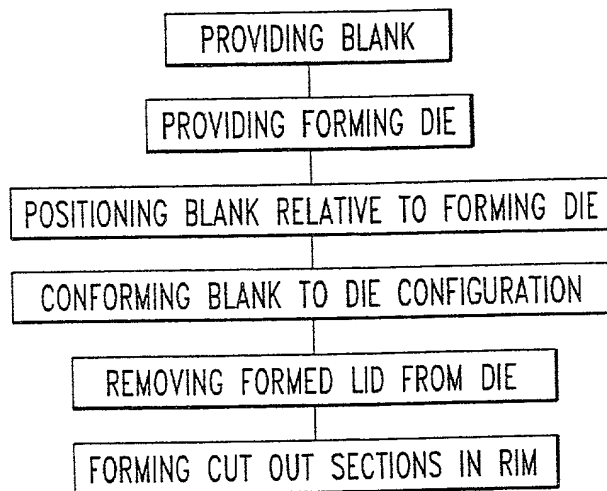 PROVIDING BLANK
PROVIDING FORMING DIE
POSITIONING BLANK RELATIVE TO FORMING DIE
CONFORMING BLANK TO DIE CONFIGURATION
REMOVING FORMED LID FROM DIE
FORMING CUT OUT SECTIONS IN RIM